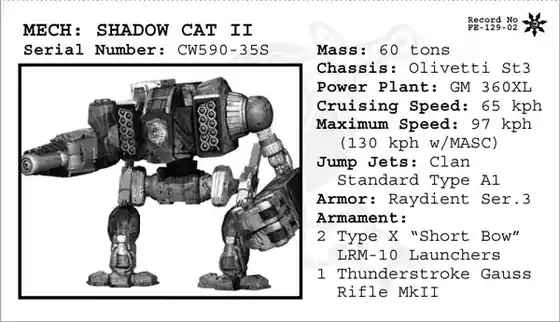 Record No
FE-129-02
MECH: SHADOW CAT II
Serial Number: CW590-35S
Mass: 60 tons
Chassis: Olivetti St3
Power Plant: GM 360XL
Cruising Speed: 65 kph
Maximum Speed: 97 kph
(130 kph w/MASC)
Jump Jets: Clan
Standard Type A1
Armor: Raydient Ser.3
Armament:
2 Type X “Short Bow”
LRM-10 Launchers
1 Thunderstroke Gauss
Rifle MkII